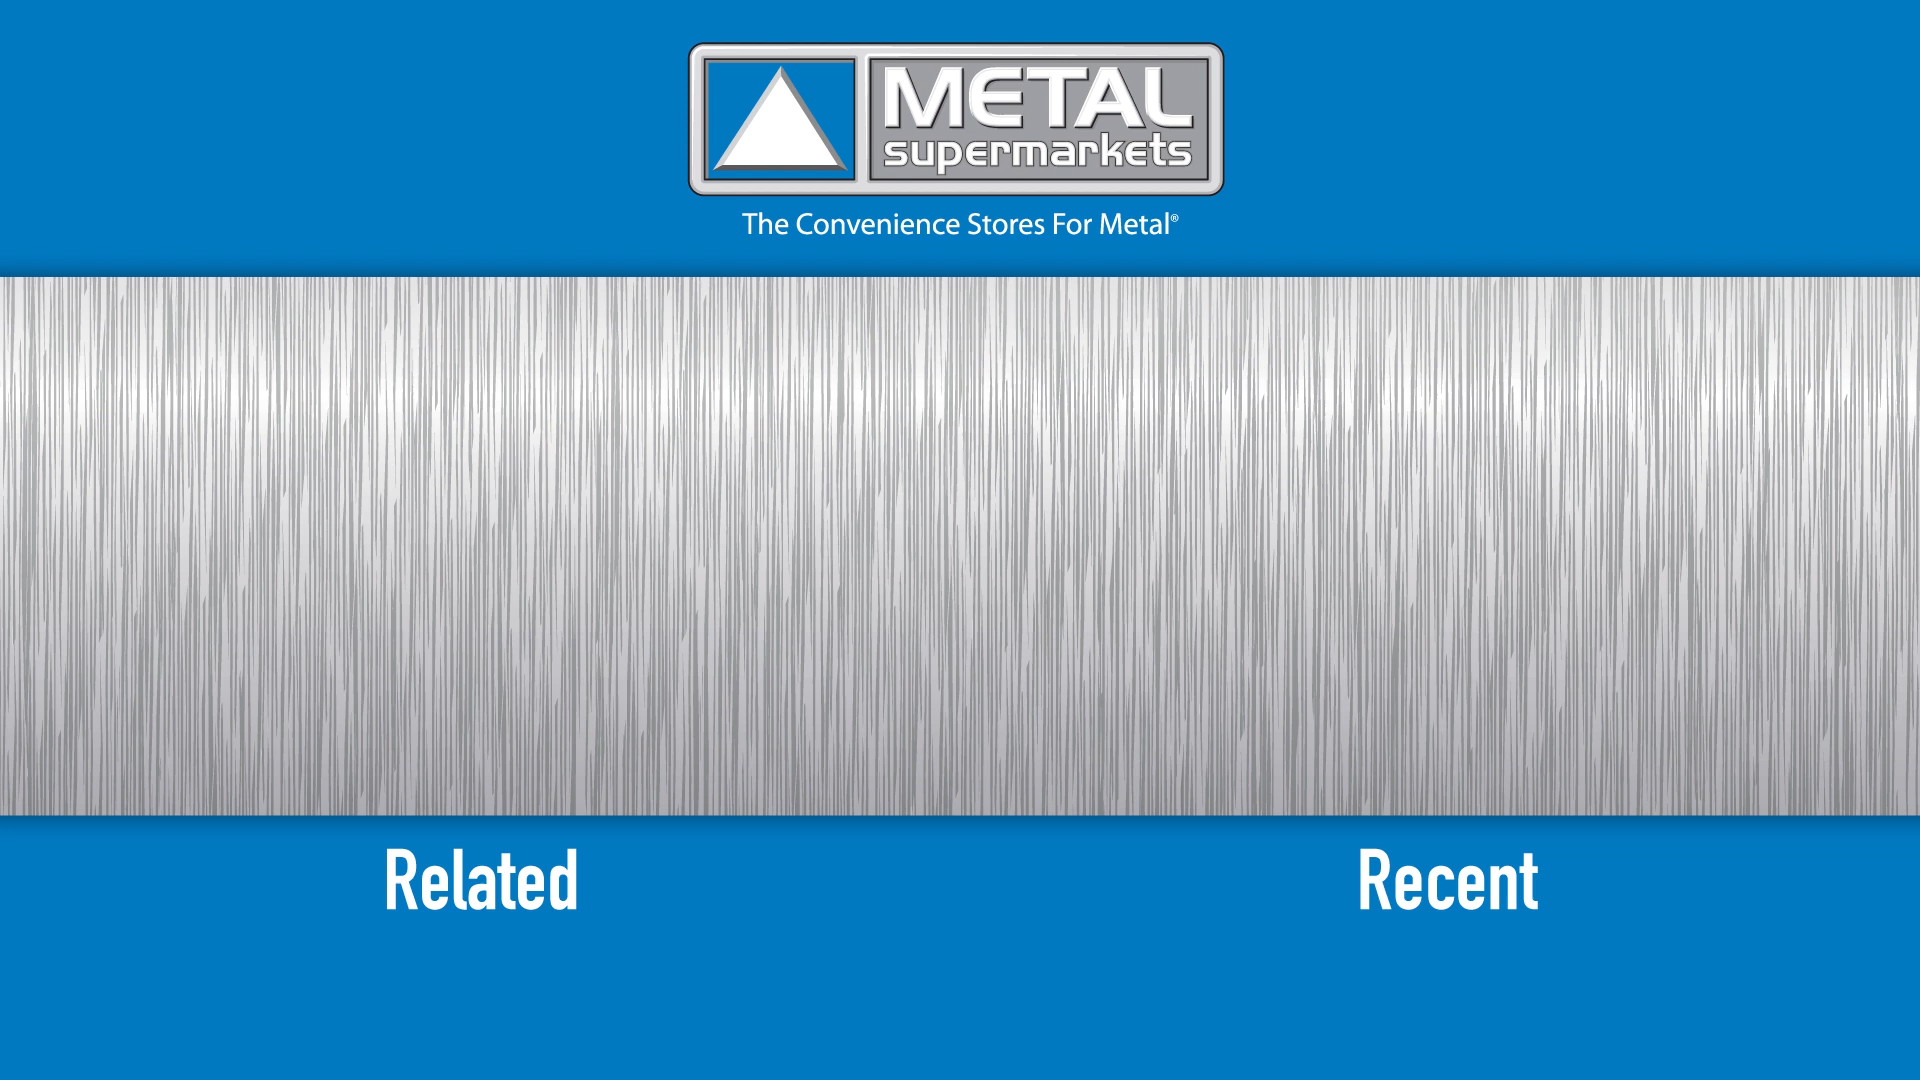 METAL
supermarkets
The Convenience Stores For Metal®
Related
Recent